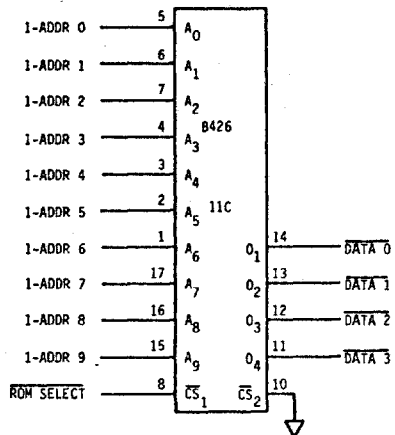 1-ADDR 0 5 A0
1-ADDR 1 6 A1
1-ADDR 2 7 A2
1-ADDR 3 4 A3
8426
1-ADDR 4 3 A4
1-ADDR 5 2 A5 11C
1-ADDR 6 1 A6 O1 14 DATA 0
1-ADDR 7 17 A7 O2 13 DATA 1
1-ADDR 8 16 A8 O3 12 DATA 2
1-ADDR 9 15 A9 O4 11 DATA 3
ROM SELECT 8 CS1 CS2 10